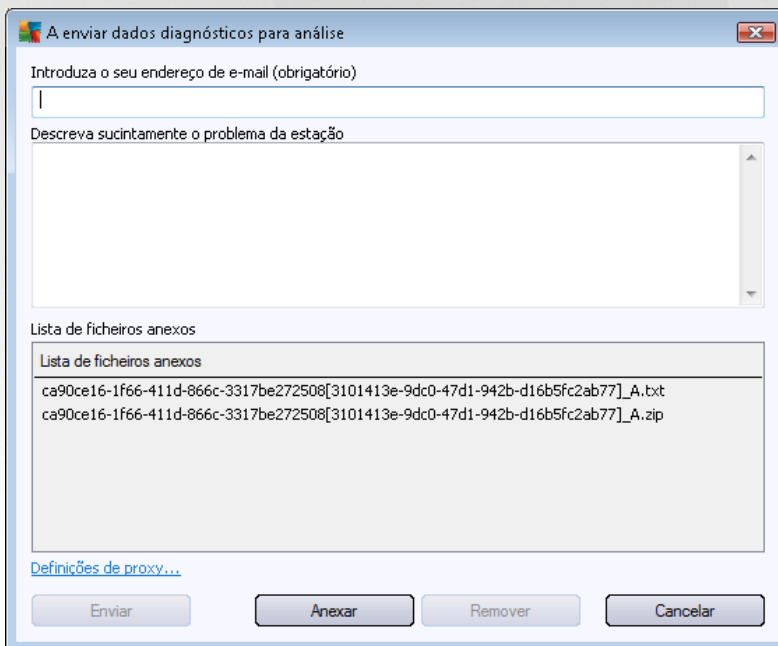 A enviar dados diagnósticos para análise
Introduza o seu endereço de e-mail (obrigatório)
Descreva sucintamente o problema da estação
Lista de ficheiros anexos
Lista de ficheiros anexos
ca90ce16-1f66-411d-866c-3317be272508[3101413e-9dc0-47d1-942b-d16b5fc2ab77]_A.txt
ca90ce16-1f66-411d-866c-3317be272508[3101413e-9dc0-47d1-942b-d16b5fc2ab77]_A.zip
Definições de proxy...
Enviar Anexar Remover Cancelar